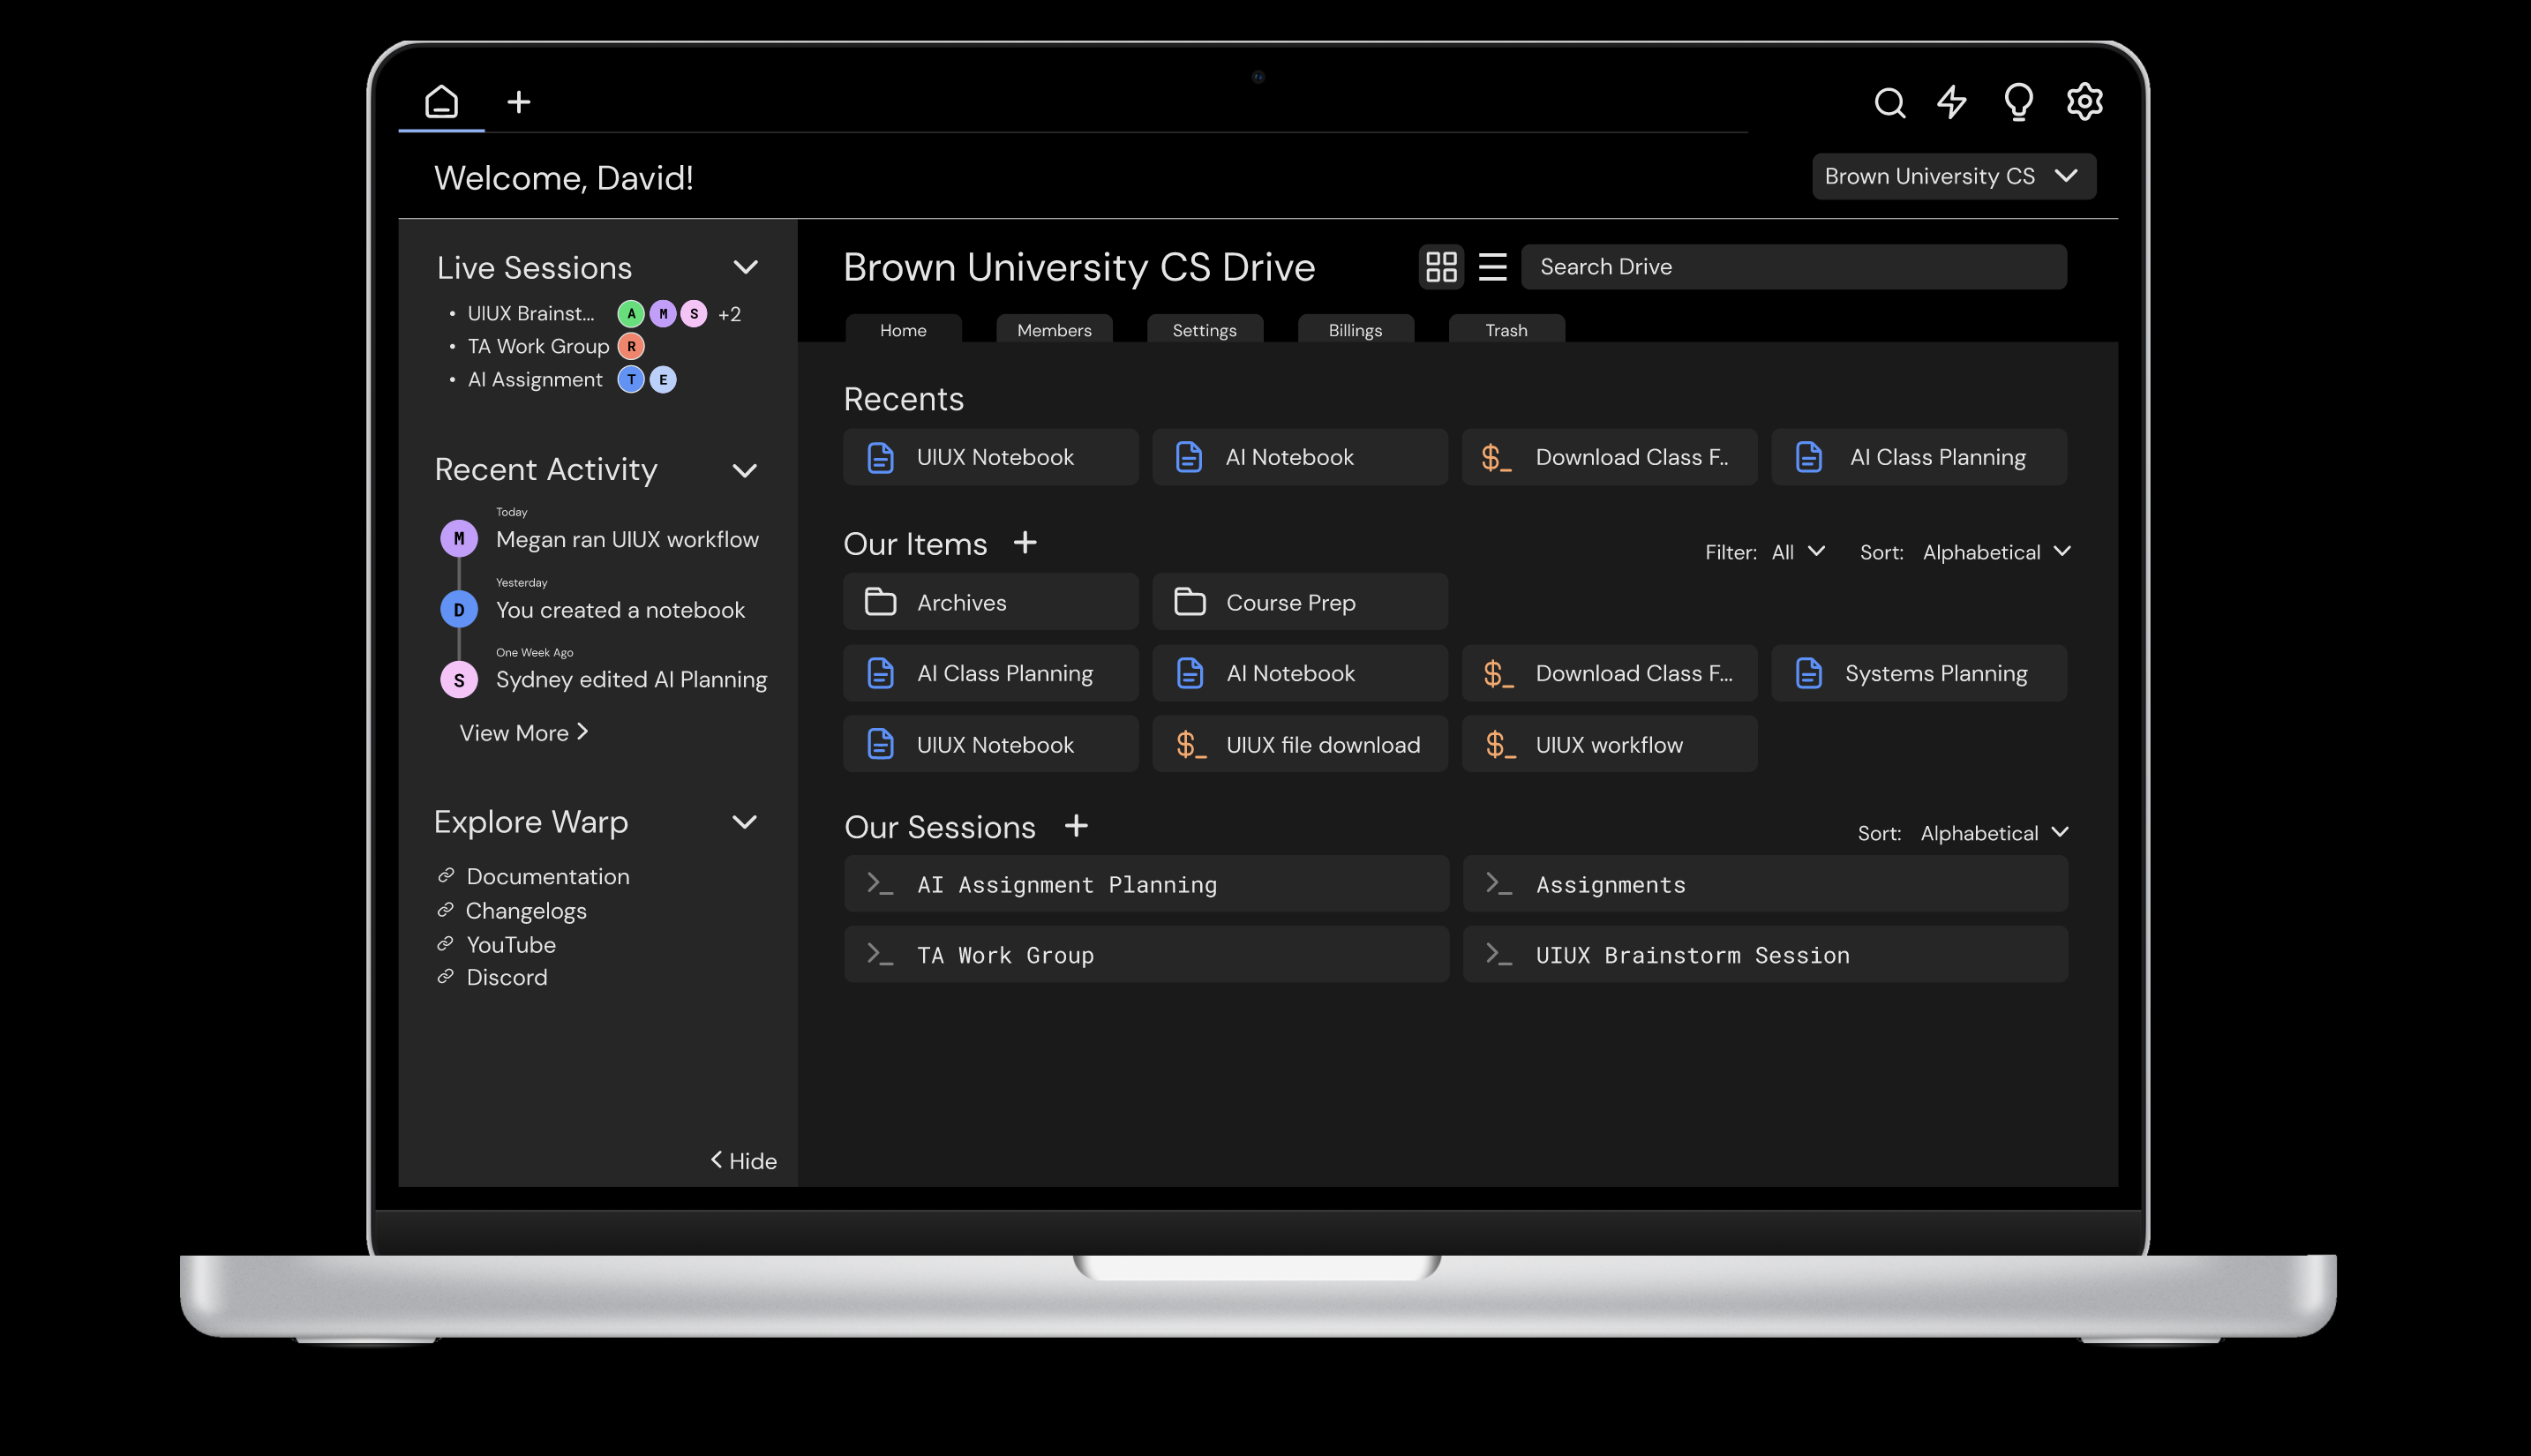 Welcome, David!
Brown University CS
Live Sessions
• UIUX Brainst... A M S +2
• TA Work Group R
• AI Assignment T E
Recent Activity
Today
M Megan ran UIUX workflow
Yesterday
D You created a notebook
One Week Ago
S Sydney edited AI Planning
View More
Explore Warp
Documentation
Changelogs
YouTube
Discord
Hide
Brown University CS Drive
Search Drive
Home Members Settings Billings Trash
Recents
UIUX Notebook AI Notebook $_ Download Class F.. AI Class Planning
Our Items +
Filter: All Sort: Alphabetical
Archives Course Prep
AI Class Planning AI Notebook $_ Download Class F... Systems Planning
UIUX Notebook $_ UIUX file download $_ UIUX workflow
Our Sessions +
Sort: Alphabetical
>_ AI Assignment Planning >_ Assignments
>_ TA Work Group >_ UIUX Brainstorm Session